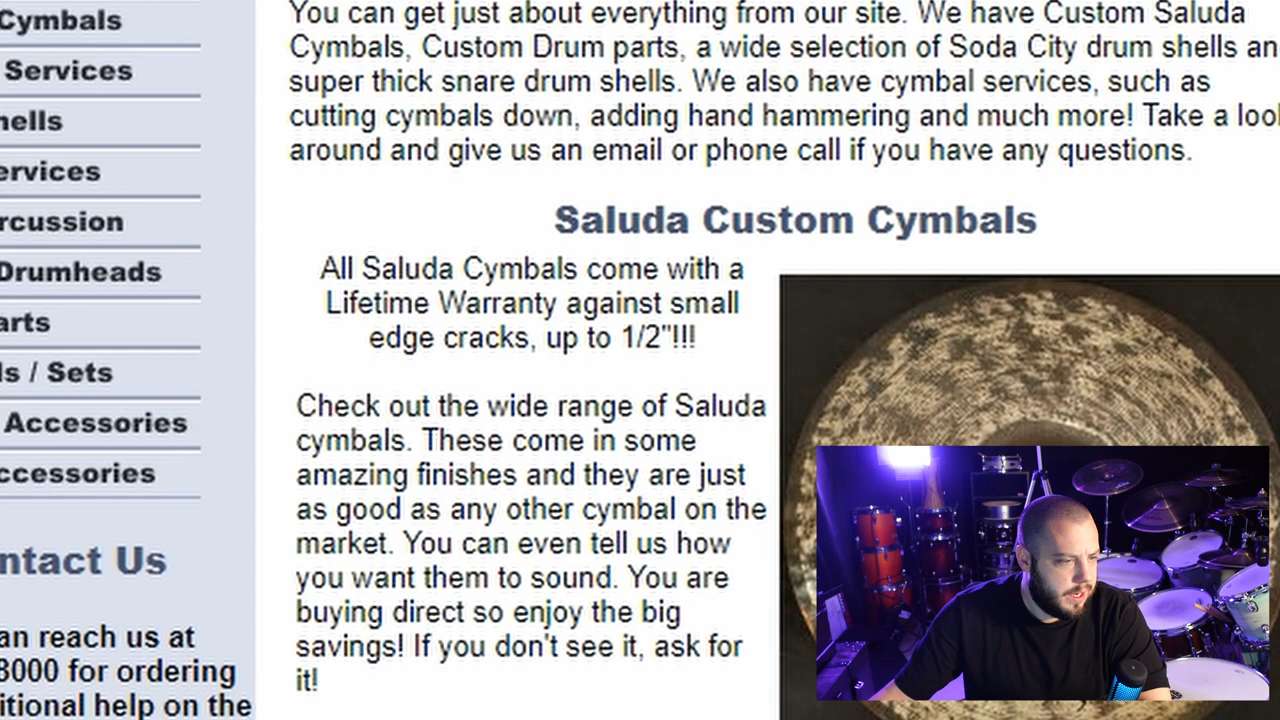 Cymbals
Services
hells
ervices
rcussion
Drumheads
arts
ls / Sets
Accessories
ccessories
ntact Us
an reach us at
8000 for ordering
itional help on the
You can get just about everything from our site. We have Custom Saluda
Cymbals, Custom Drum parts, a wide selection of Soda City drum shells an
super thick snare drum shells. We also have cymbal services, such as
cutting cymbals down, adding hand hammering and much more! Take a loo
around and give us an email or phone call if you have any questions.
Saluda Custom Cymbals
All Saluda Cymbals come with a
Lifetime Warranty against small
edge cracks, up to 1/2"!!!
Check out the wide range of Saluda
cymbals. These come in some
amazing finishes and they are just
as good as any other cymbal on the
market. You can even tell us how
you want them to sound. You are
buying direct so enjoy the big
savings! If you don't see it, ask for
it!